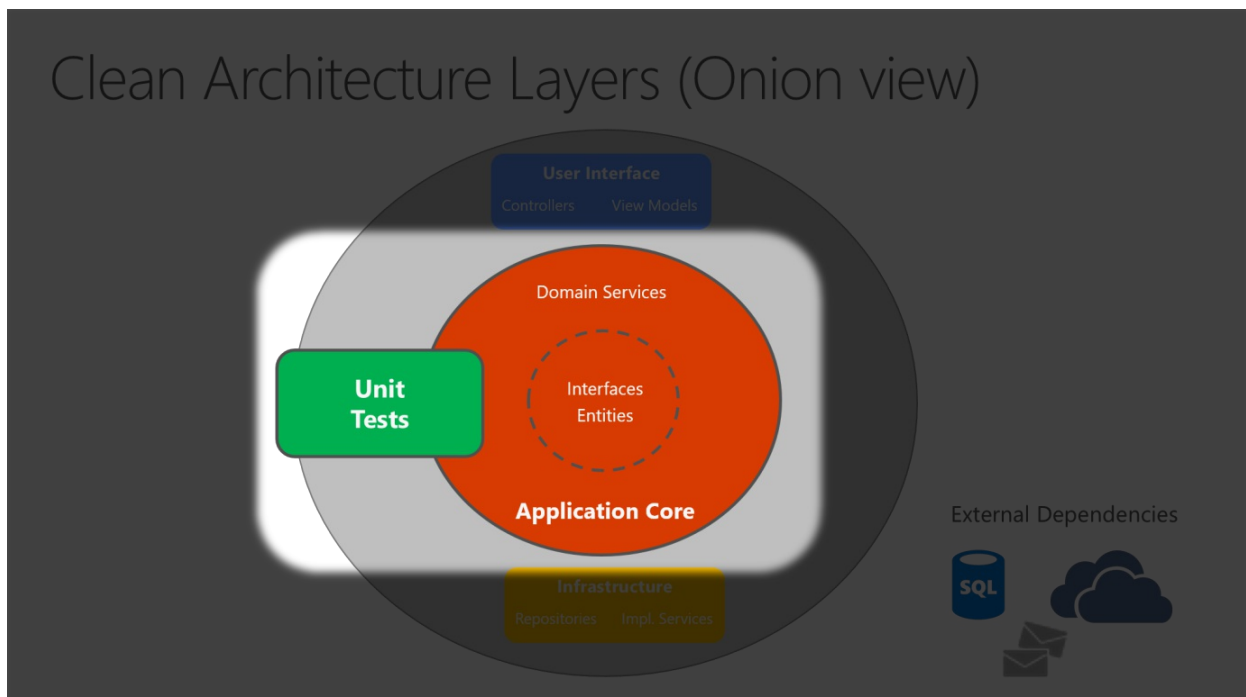 Clean Architecture Layers (Onion view)
User Interface
Controllers View Models
Domain Services
Unit
Tests
Interfaces
Entities
Application Core
External Dependencies
SQL
Infrastructure
Repositories Impl. Services